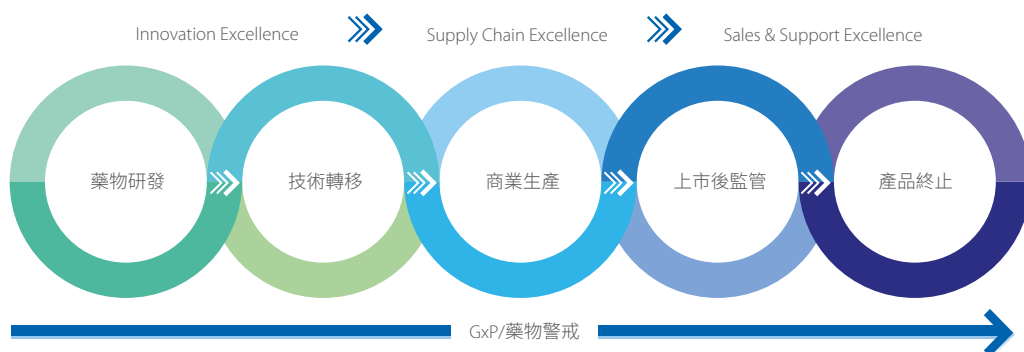 Innovation Excellence
Supply Chain Excellence
Sales & Support Excellence
藥物研發
技術轉移
商業生產
上市後監管
產品終止
GxP/藥物警戒